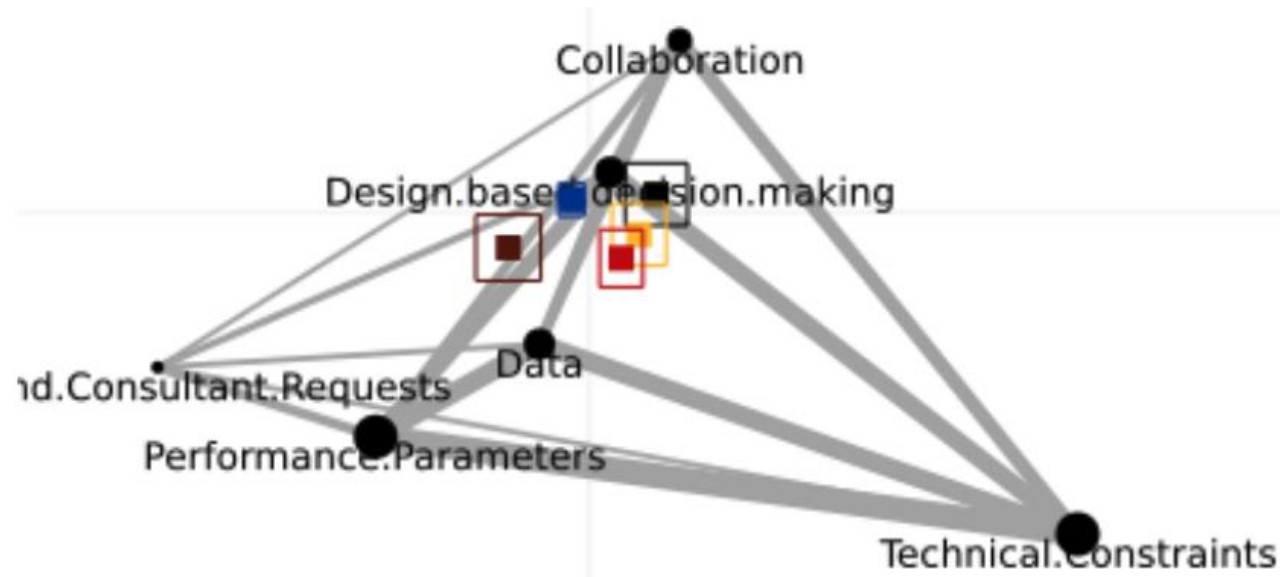 Collaboration
Design.based.decision.making
Data
nd.Consultant.Requests
Performance.Parameters
Technical.Constraints